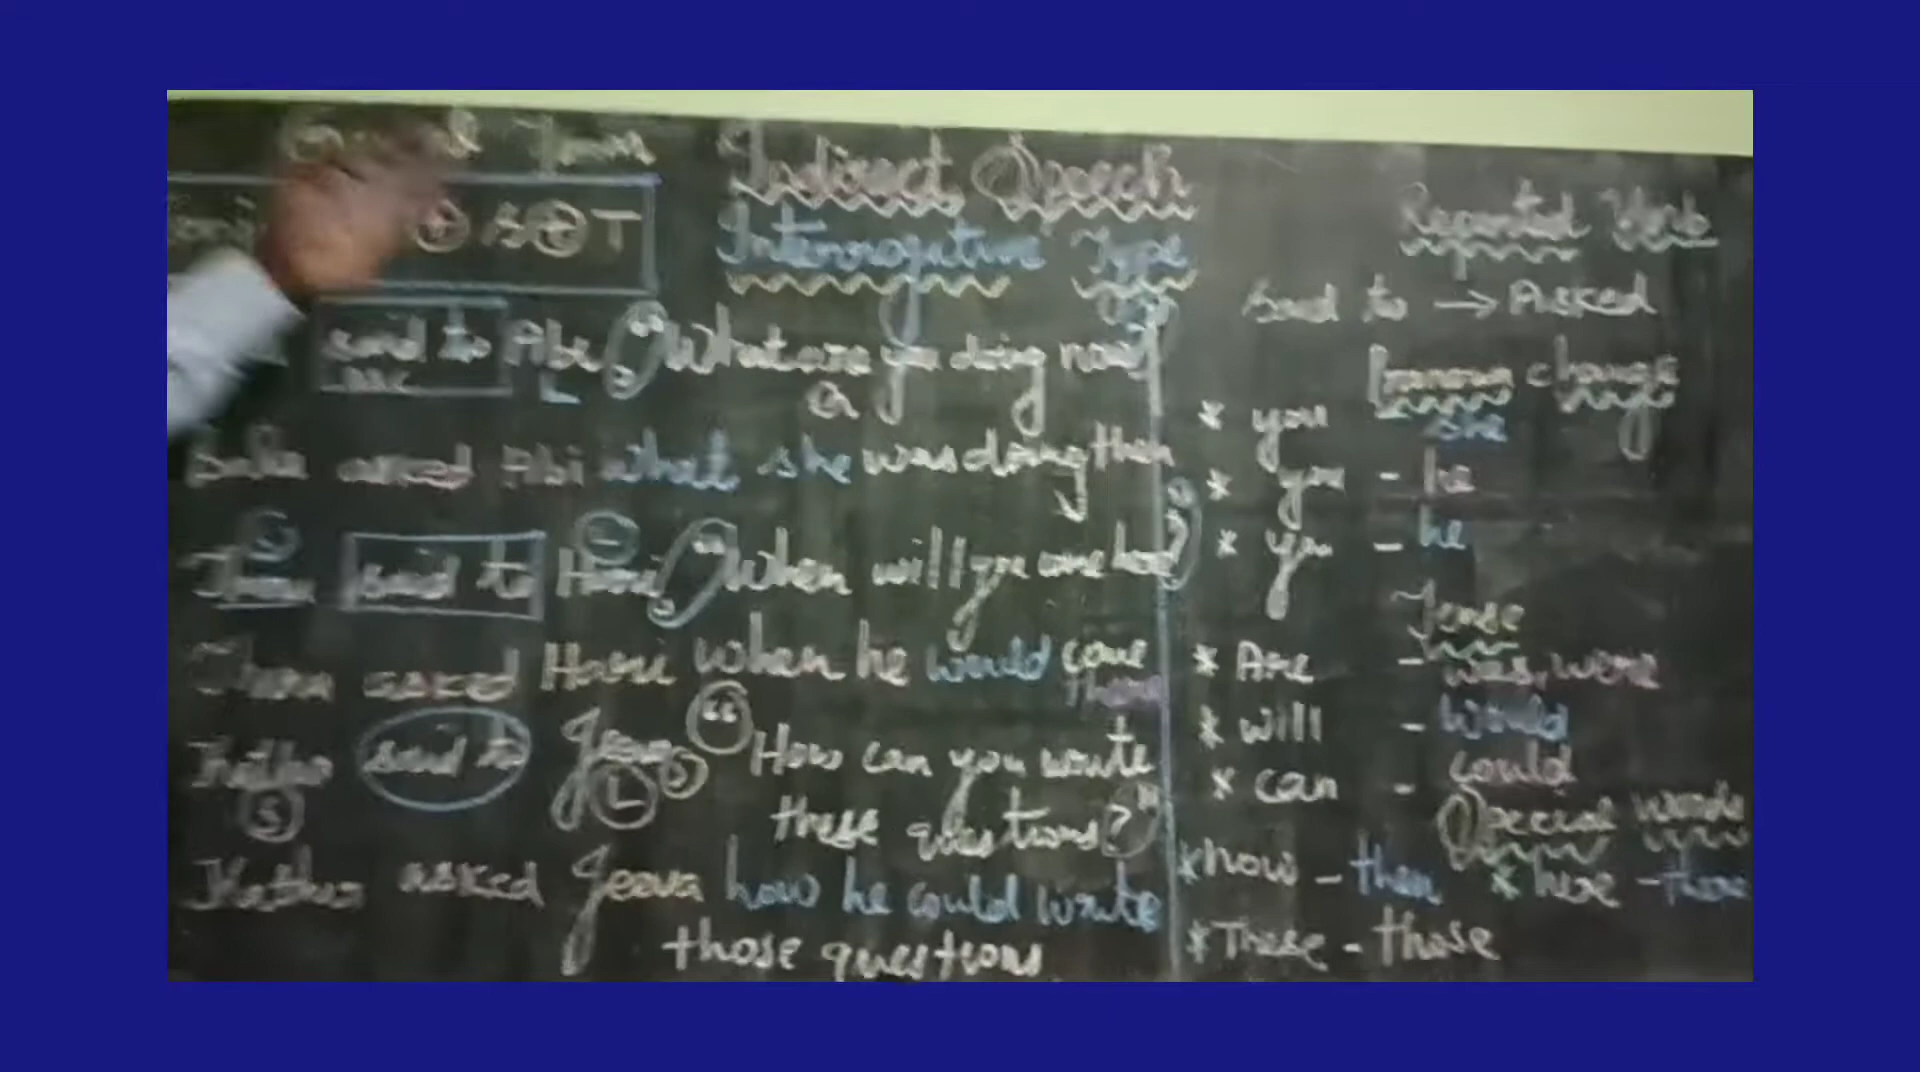 Form
S + T
Indirect Speech
Interrogative Type
said to Abi, "What are you doing now?"
asked Abi what she was doing then
S L
said to Hari, "When will you come here?"
asked Hari when he would come
there
said to Jeeva, "How can you write
S L
these questions?"
asked Jeeva how he could write
those questions
Reported Verb
Said to → Asked
Pronoun change
* you - she
* you - he
* you - he
Tense
* Are - was, were
* will - would
* can - could
Special words
* Now - then * here - there
* These - those